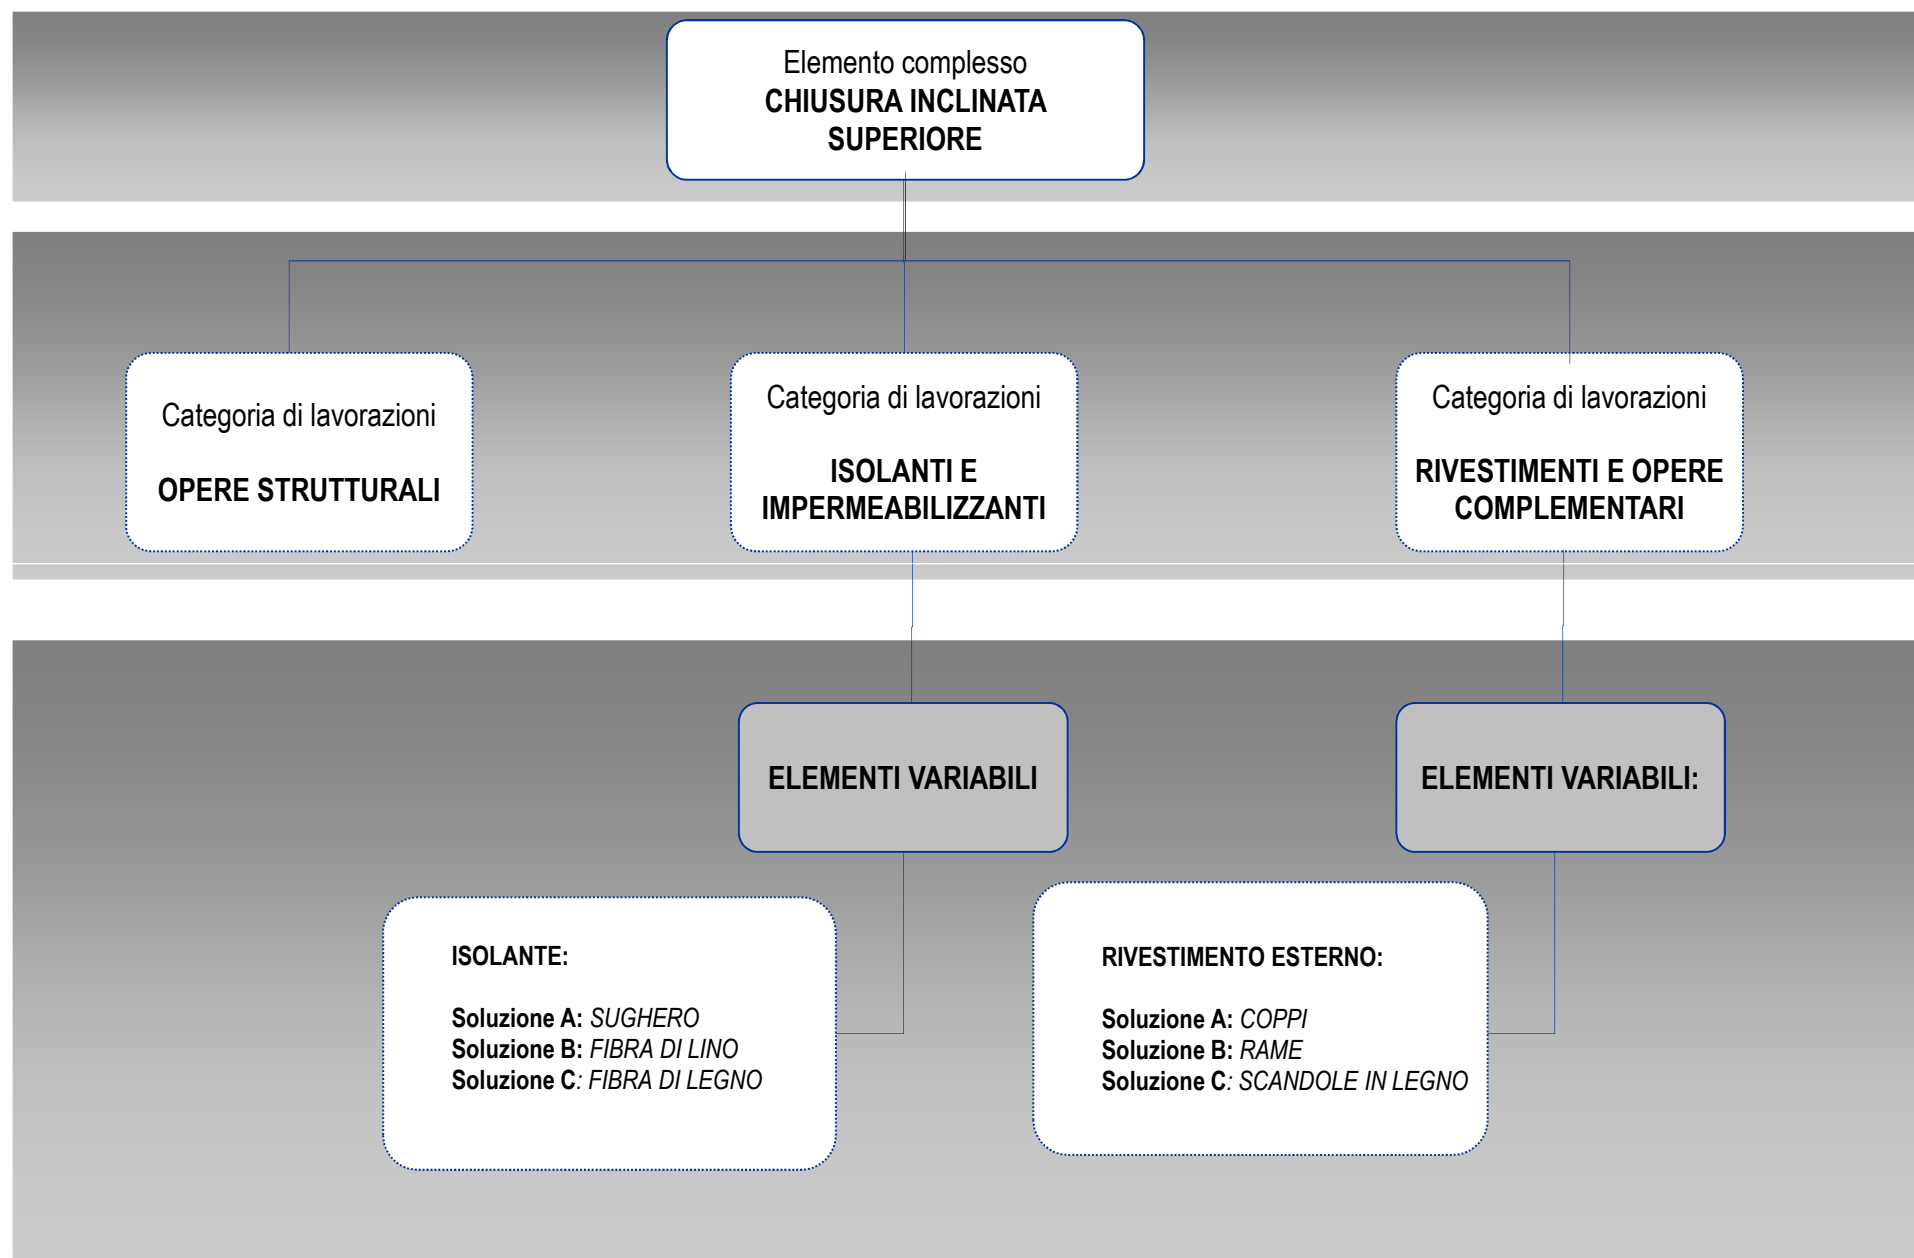 Elemento complesso
CHIUSURA INCLINATA
SUPERIORE
Categoria di lavorazioni
OPERE STRUTTURALI
Categoria di lavorazioni
ISOLANTI E
IMPERMEABILIZZANTI
Categoria di lavorazioni
RIVESTIMENTI E OPERE
COMPLEMENTARI
ELEMENTI VARIABILI
ELEMENTI VARIABILI:
ISOLANTE:
Soluzione A: SUGHERO
Soluzione B: FIBRA DI LINO
Soluzione C: FIBRA DI LEGNO
RIVESTIMENTO ESTERNO:
Soluzione A: COPPI
Soluzione B: RAME
Soluzione C: SCANDOLE IN LEGNO